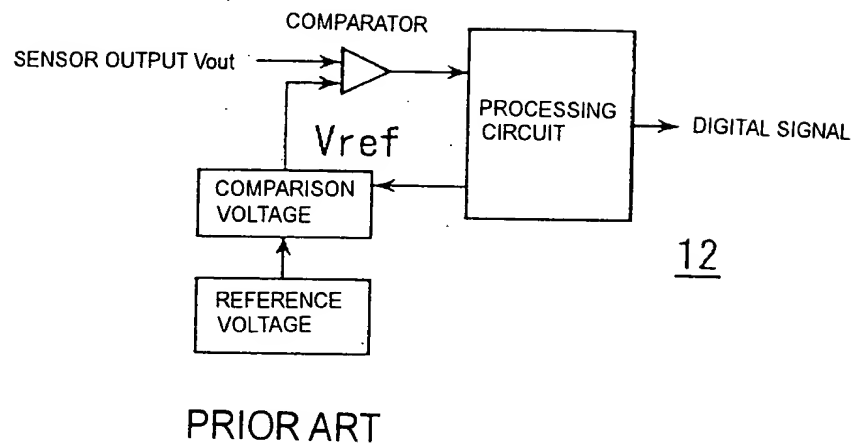 COMPARATOR
SENSOR OUTPUT Vout
PROCESSING
CIRCUIT
DIGITAL SIGNAL
Vref
COMPARISON
VOLTAGE
12
REFERENCE
VOLTAGE
PRIOR ART